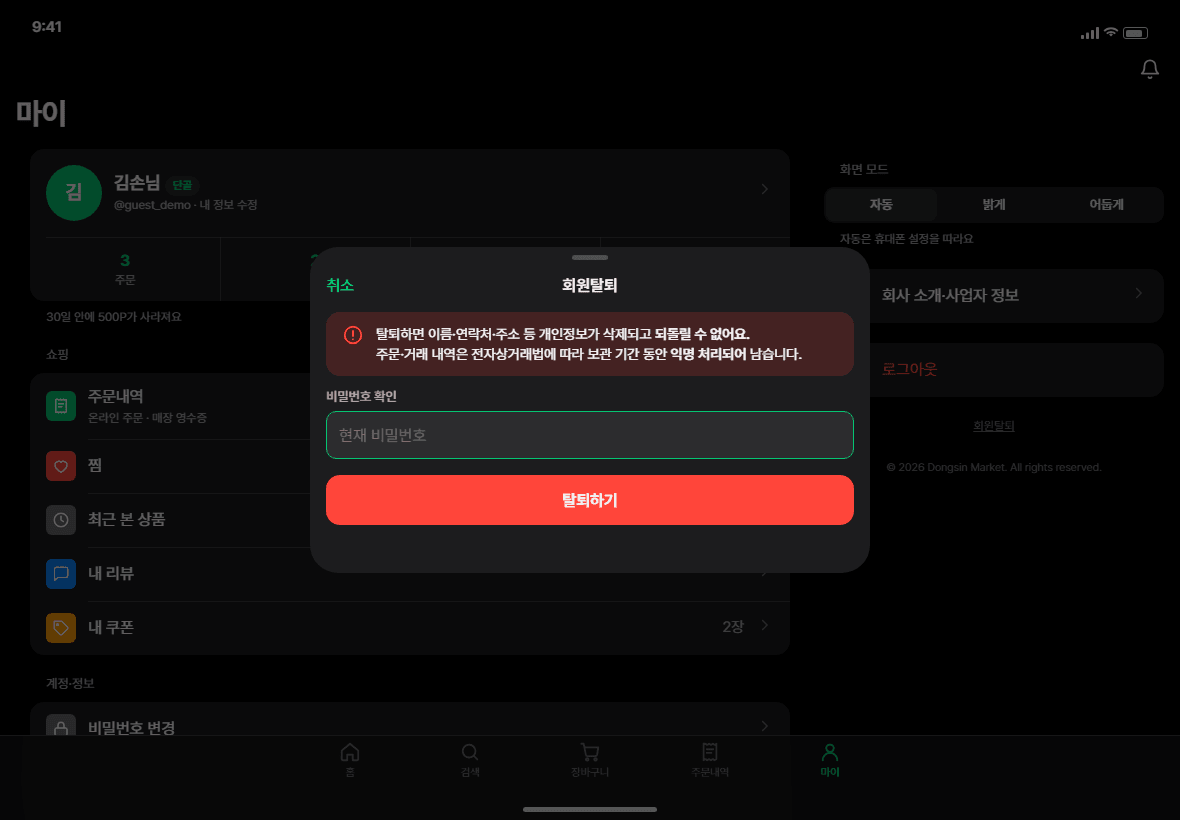 9:41
마이
김
김손님 단골
@guest_demo · 내 정보 수정
3
주문
30일 안에 500P가 사라져요
쇼핑
주문내역
온라인 주문 · 매장 영수증
찜
최근 본 상품
내 리뷰
내 쿠폰
2장
계정·정보
비밀번호 변경
화면 모드
자동
밝게
어둡게
자동은 휴대폰 설정을 따라요
회사 소개·사업자 정보
로그아웃
회원탈퇴
© 2026 Dongsin Market. All rights reserved.
취소
회원탈퇴
탈퇴하면 이름·연락처·주소 등 개인정보가 삭제되고 되돌릴 수 없어요.
주문·거래 내역은 전자상거래법에 따라 보관 기간 동안 익명 처리되어 남습니다.
비밀번호 확인
현재 비밀번호
탈퇴하기
홈
검색
장바구니
주문내역
마이